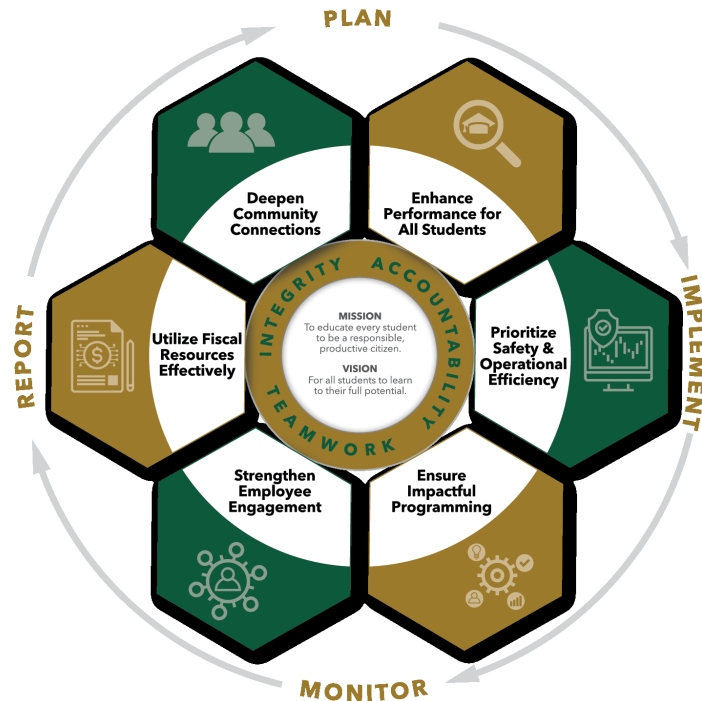 PLAN
Deepen
Community
Connections
Enhance
Performance for
All Students
INTEGRITY ACCOUNTABILITY
TEAMWORK
MISSION
To educate every student
to be a responsible,
productive citizen.
VISION
For all students to learn
to their full potential.
Utilize Fiscal
Resources
Effectively
Prioritize
Safety &
Operational
Efficiency
REPORT
IMPLEMENT
Strengthen
Employee
Engagement
Ensure
Impactful
Programming
MONITOR